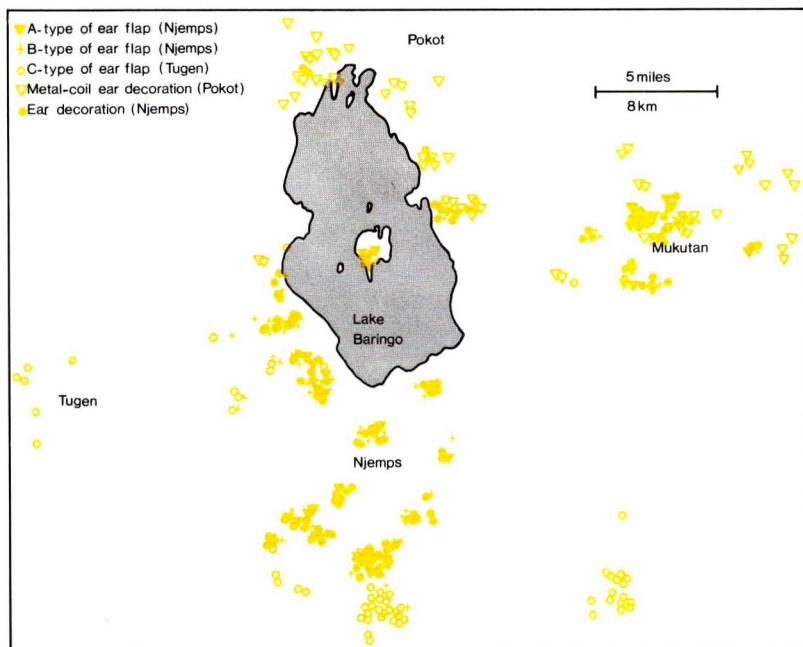 A-type of ear flap (Njemps)
B-type of ear flap (Njemps)
C-type of ear flap (Tugen)
Metal-coil ear decoration (Pokot)
Ear decoration (Njemps)
Pokot
5 miles
8 km
Mukutan
Lake
Baringo
Tugen
Njemps